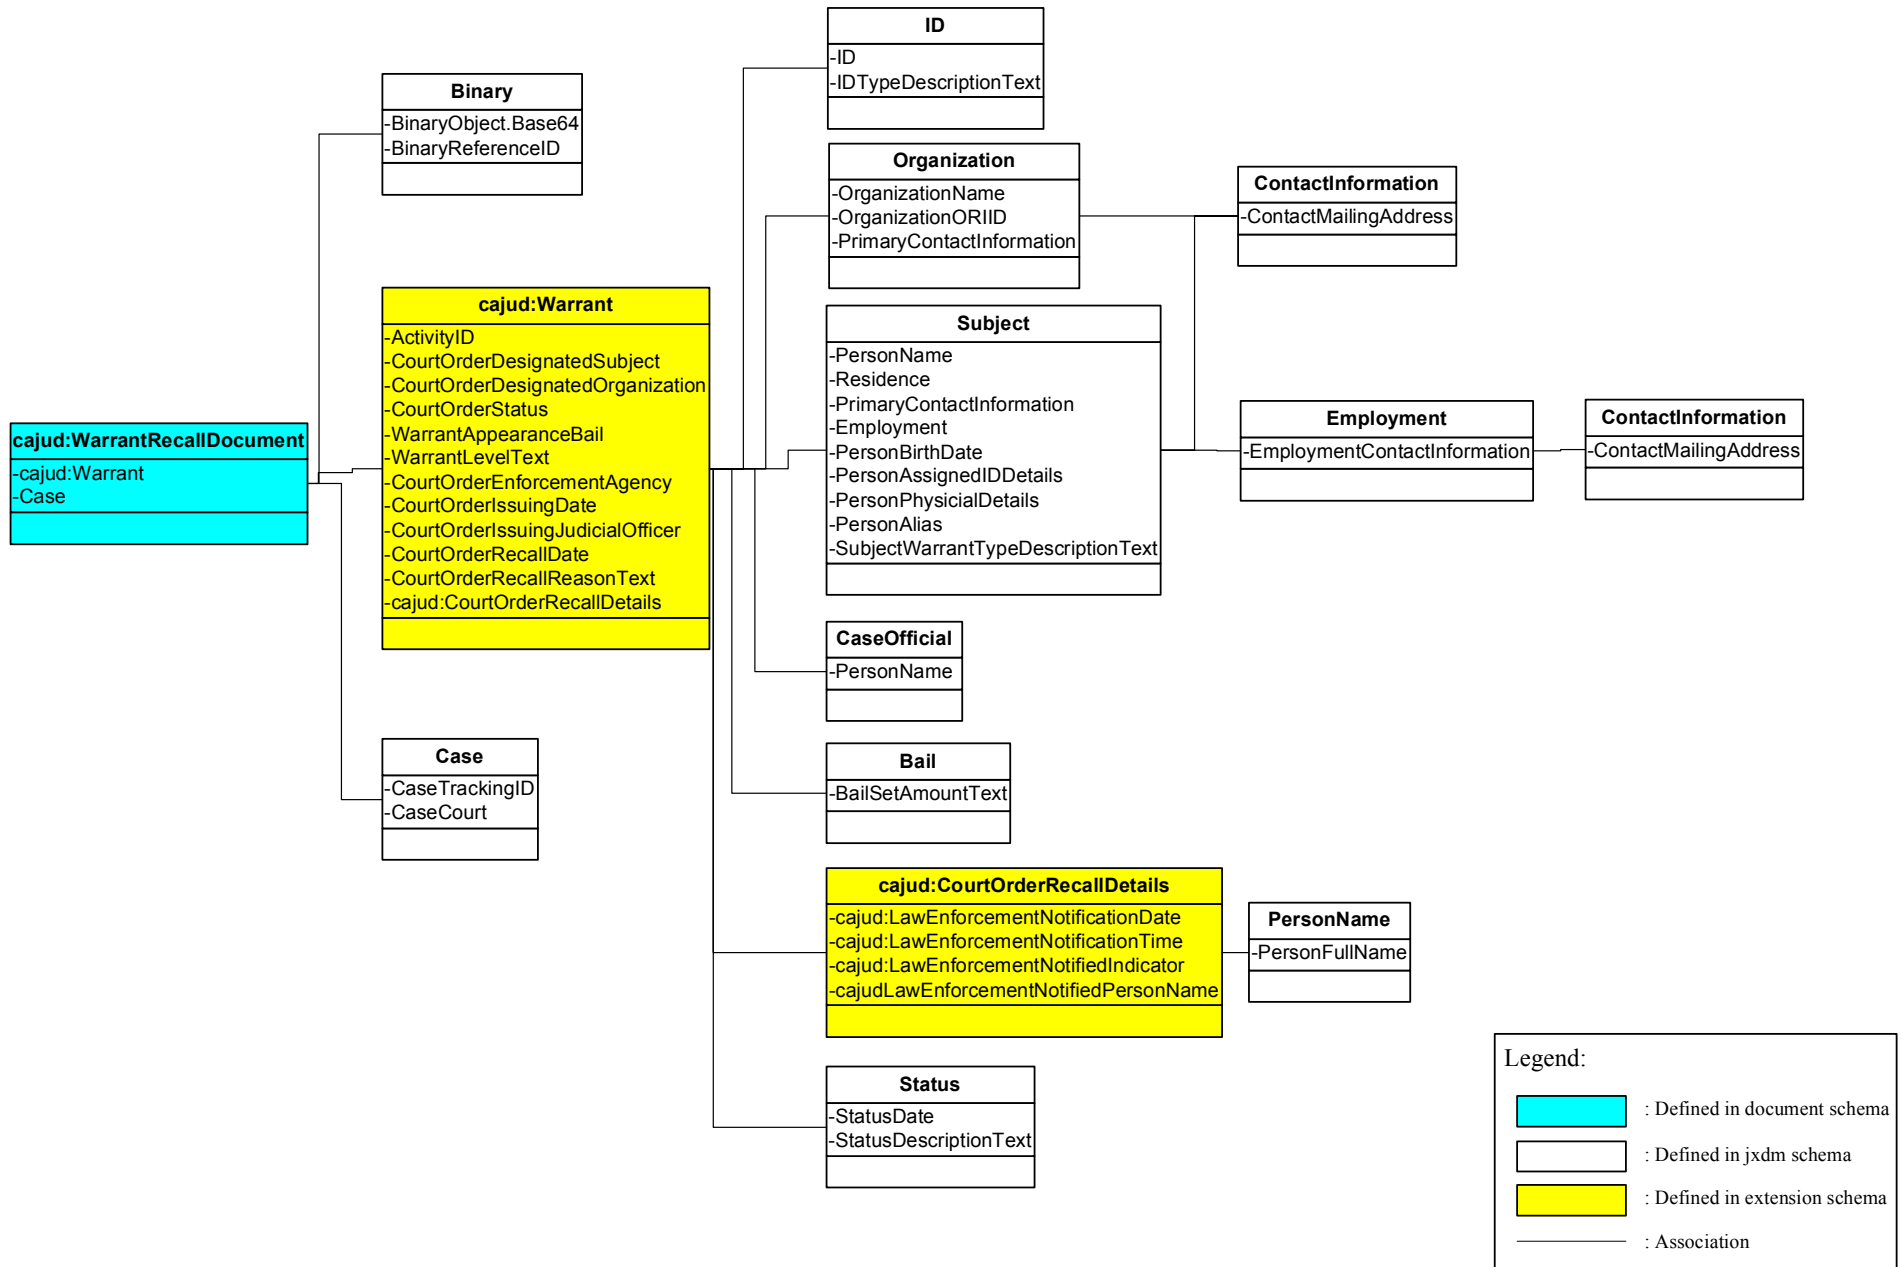 cajud:WarrantRecallDocument
-cajud:Warrant
-Case
Binary
-BinaryObject.Base64
-BinaryReferenceID
cajud:Warrant
-ActivityID
-CourtOrderDesignatedSubject
-CourtOrderDesignatedOrganization
-CourtOrderStatus
-WarrantAppearanceBail
-WarrantLevelText
-CourtOrderEnforcementAgency
-CourtOrderIssuingDate
-CourtOrderIssuingJudicialOfficer
-CourtOrderRecallDate
-CourtOrderRecallReasonText
-cajud:CourtOrderRecallDetails
Case
-CaseTrackingID
-CaseCourt
ID
-ID
-IDTypeDescriptionText
Organization
-OrganizationName
-OrganizationORIID
-PrimaryContactInformation
Subject
-PersonName
-Residence
-PrimaryContactInformation
-Employment
-PersonBirthDate
-PersonAssignedIDDetails
-PersonPhysicialDetails
-PersonAlias
-SubjectWarrantTypeDescriptionText
CaseOfficial
-PersonName
Bail
-BailSetAmountText
cajud:CourtOrderRecallDetails
-cajud:LawEnforcementNotificationDate
-cajud:LawEnforcementNotificationTime
-cajud:LawEnforcementNotifiedIndicator
-cajudLawEnforcementNotifiedPersonName
Status
-StatusDate
-StatusDescriptionText
ContactInformation
-ContactMailingAddress
Employment
-EmploymentContactInformation
ContactInformation
-ContactMailingAddress
PersonName
-PersonFullName
Legend:
: Defined in document schema
: Defined in jxdm schema
: Defined in extension schema
: Association